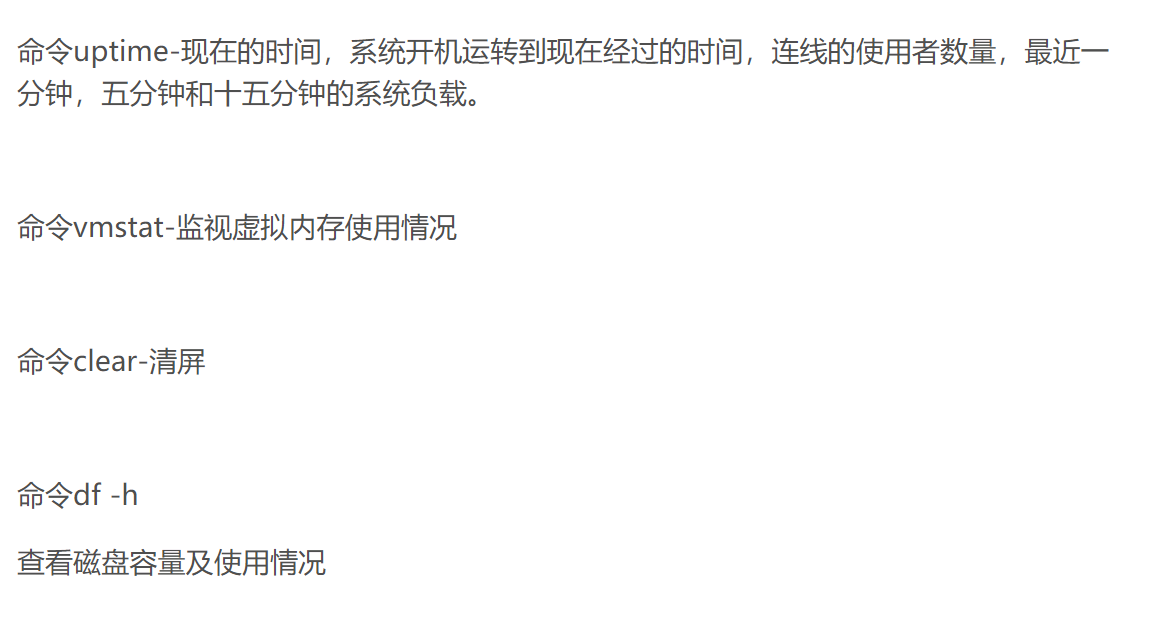 命令uptime-现在的时间，系统开机运转到现在经过的时间，连线的使用者数量，最近一
分钟，五分钟和十五分钟的系统负载。
命令vmstat-监视虚拟内存使用情况
命令clear-清屏
命令df -h
查看磁盘容量及使用情况